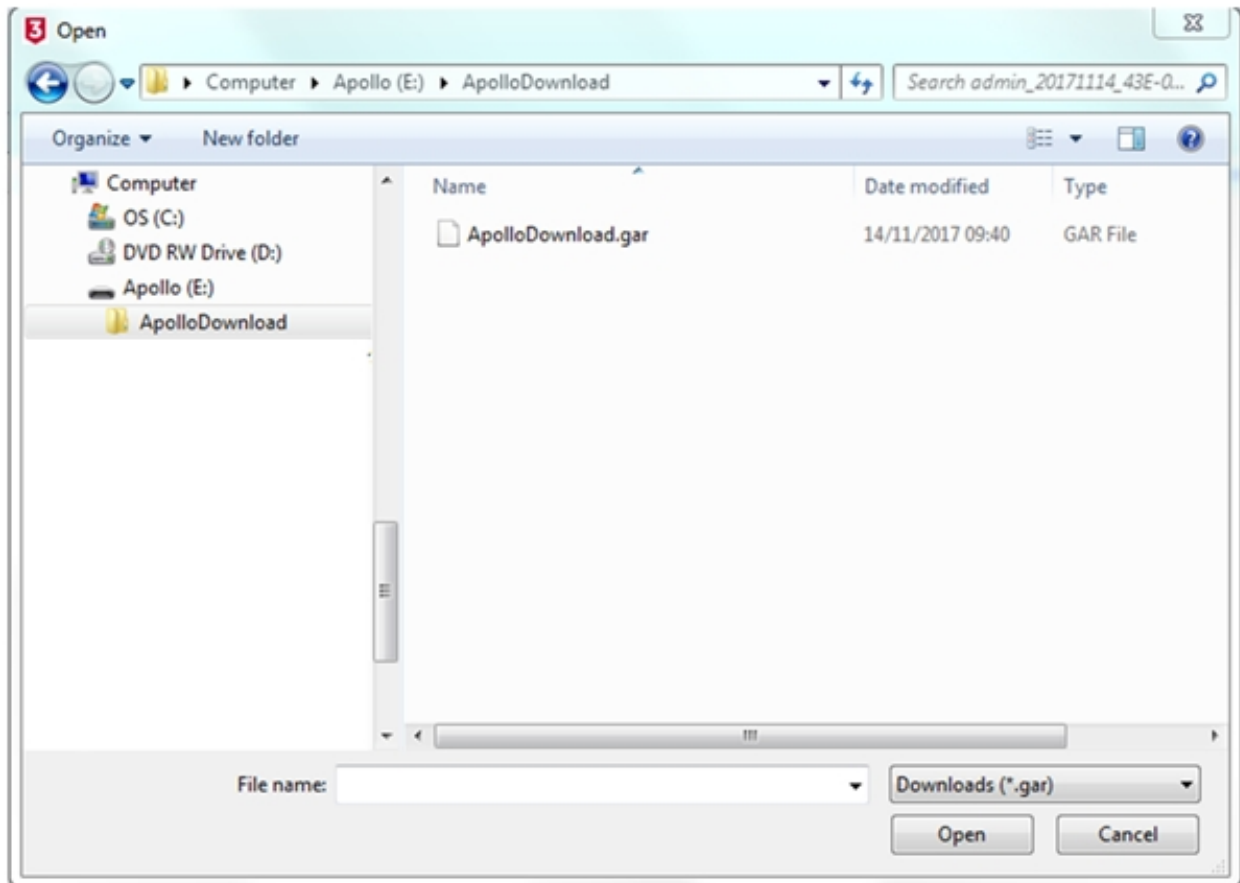 3 Open
Computer Apollo (E:) ApolloDownload Search admin_20171114_43E-0...
Organize New folder
Computer
OS (C:)
DVD RW Drive (D:)
Apollo (E:)
ApolloDownload
Name Date modified Type
ApolloDownload.gar 14/11/2017 09:40 GAR File
File name: Downloads (*.gar)
Open Cancel